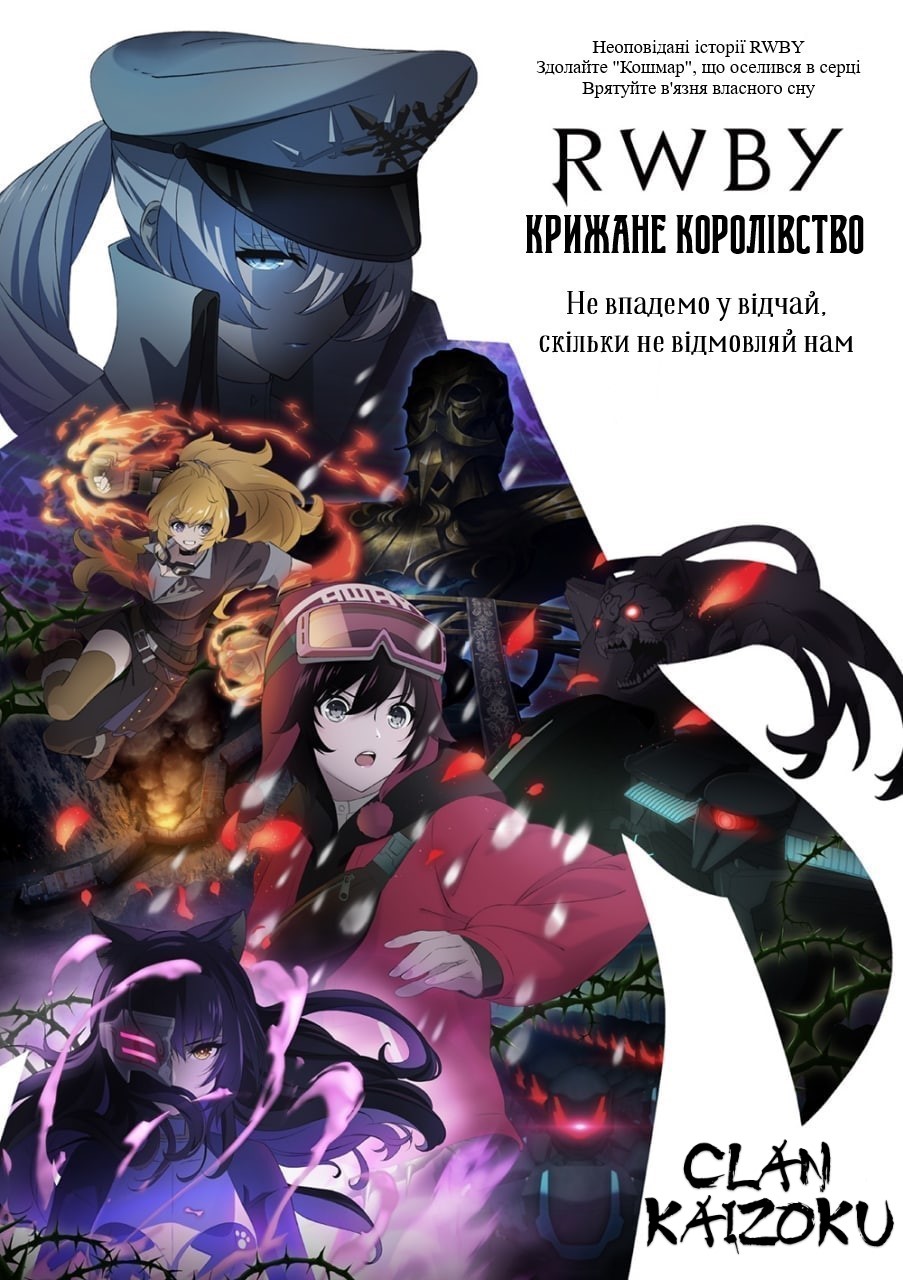 Неоповідані історії RWBY
Здолайте "Кошмар", що оселився в серці
Врятуйте в'язня власного сну
RWBY
КРИЖАНЕ КОРОЛІВСТВО
Не впадемо у відчай,
скільки не відмовляй нам
RWBY
CLAN
KAIZOKU